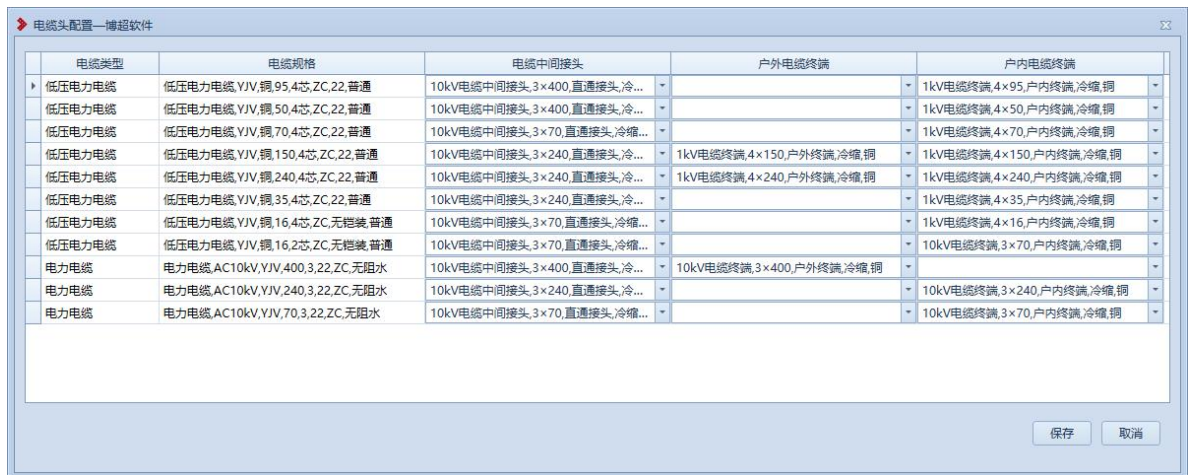 电缆头配置—博超软件
电缆类型 电缆规格 电缆中间接头 户外电缆终端 户内电缆终端
低压电力电缆 低压电力电缆,YJV,铜,95,4芯,ZC,22,普通 10kV电缆中间接头,3×400,直通接头,冷... 1kV电缆终端,4×95,户内终端,冷缩,铜
低压电力电缆 低压电力电缆,YJV,铜,50,4芯,ZC,22,普通 10kV电缆中间接头,3×400,直通接头,冷... 1kV电缆终端,4×50,户内终端,冷缩,铜
低压电力电缆 低压电力电缆,YJV,铜,70,4芯,ZC,22,普通 10kV电缆中间接头,3×70,直通接头,冷缩... 1kV电缆终端,4×70,户内终端,冷缩,铜
低压电力电缆 低压电力电缆,YJV,铜,150,4芯,ZC,22,普通 10kV电缆中间接头,3×240,直通接头,冷... 1kV电缆终端,4×150,户外终端,冷缩,铜 1kV电缆终端,4×150,户内终端,冷缩,铜
低压电力电缆 低压电力电缆,YJV,铜,240,4芯,ZC,22,普通 10kV电缆中间接头,3×240,直通接头,冷... 1kV电缆终端,4×240,户外终端,冷缩,铜 1kV电缆终端,4×240,户内终端,冷缩,铜
低压电力电缆 低压电力电缆,YJV,铜,35,4芯,ZC,22,普通 10kV电缆中间接头,3×240,直通接头,冷... 1kV电缆终端,4×35,户内终端,冷缩,铜
低压电力电缆 低压电力电缆,YJV,铜,16,4芯,ZC,无铠装,普通 10kV电缆中间接头,3×70,直通接头,冷缩... 1kV电缆终端,4×16,户内终端,冷缩,铜
低压电力电缆 低压电力电缆,YJV,铜,16,2芯,ZC,无铠装,普通 10kV电缆中间接头,3×70,直通接头,冷缩... 10kV电缆终端,3×70,户内终端,冷缩,铜
电力电缆 电力电缆,AC10kV,YJV,400,3,22,ZC,无阻水 10kV电缆中间接头,3×400,直通接头,冷... 10kV电缆终端,3×400,户外终端,冷缩,铜
电力电缆 电力电缆,AC10kV,YJV,240,3,22,ZC,无阻水 10kV电缆中间接头,3×240,直通接头,冷... 10kV电缆终端,3×240,户内终端,冷缩,铜
电力电缆 电力电缆,AC10kV,YJV,70,3,22,ZC,无阻水 10kV电缆中间接头,3×70,直通接头,冷缩... 10kV电缆终端,3×70,户内终端,冷缩,铜
保存 取消